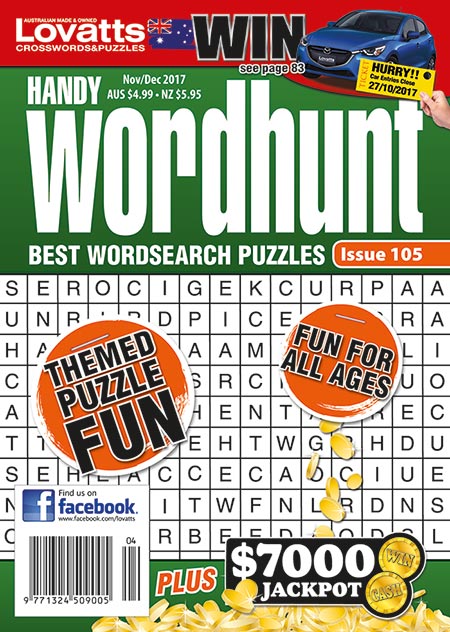 AUSTRALIAN MADE & OWNED
Lovatts
CROSSWORDS&PUZZLES
WIN
see page 83
Lovatts
TICKET
HURRY!!
Car Entries Close
27/10/2017
Nov/Dec 2017
AUS $4.99 • NZ $5.95
HANDY
Wordhunt
BEST WORDSEARCH PUZZLES
Issue 105
S E R O C I G E K C U R P A A
THEMED
PUZZLE
FUN
FUN FOR
ALL AGES
Find us on
facebook.
www.facebook.com/lovatts
04
9 771324 509005
PLUS
$7000
JACKPOT
WIN
CASH